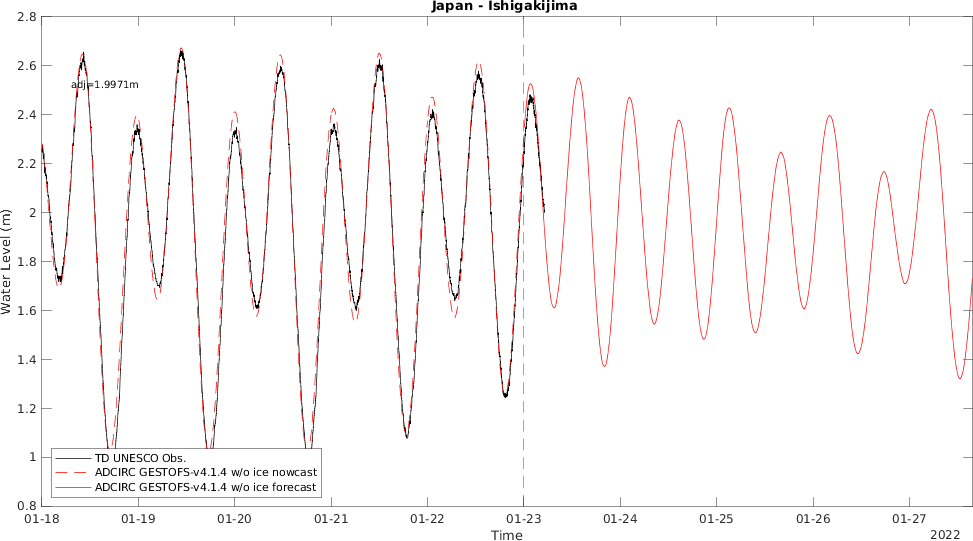 Japan - Ishigakijima
2.8
2.6
2.4
2.2
2
1.8
1.6
1.4
1.2
1
0.8
Water Level (m)
adj=1.9971m
TD UNESCO Obs.
ADCIRC GESTOFS-v4.1.4 w/o ice nowcast
ADCIRC GESTOFS-v4.1.4 w/o ice forecast
01-18 01-19 01-20 01-21 01-22 01-23 01-24 01-25 01-26 01-27
Time
2022